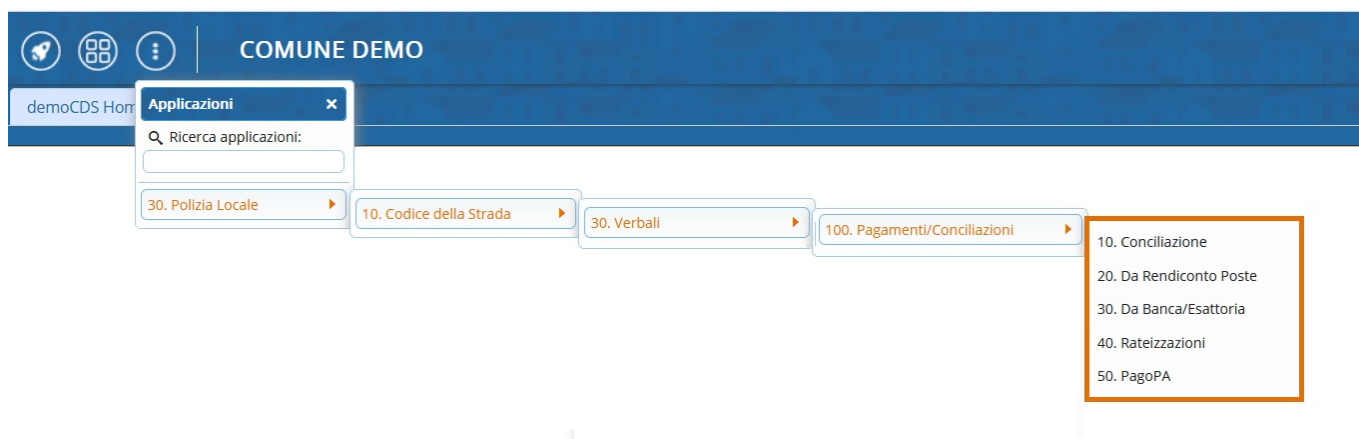 COMUNE DEMO
demoCDS Hom
Applicazioni
Ricerca applicazioni:
30. Polizia Locale
10. Codice della Strada
30. Verbali
100. Pagamenti/Conciliazioni
10. Conciliazione
20. Da Rendiconto Poste
30. Da Banca/Esattoria
40. Rateizzazioni
50. PagoPA